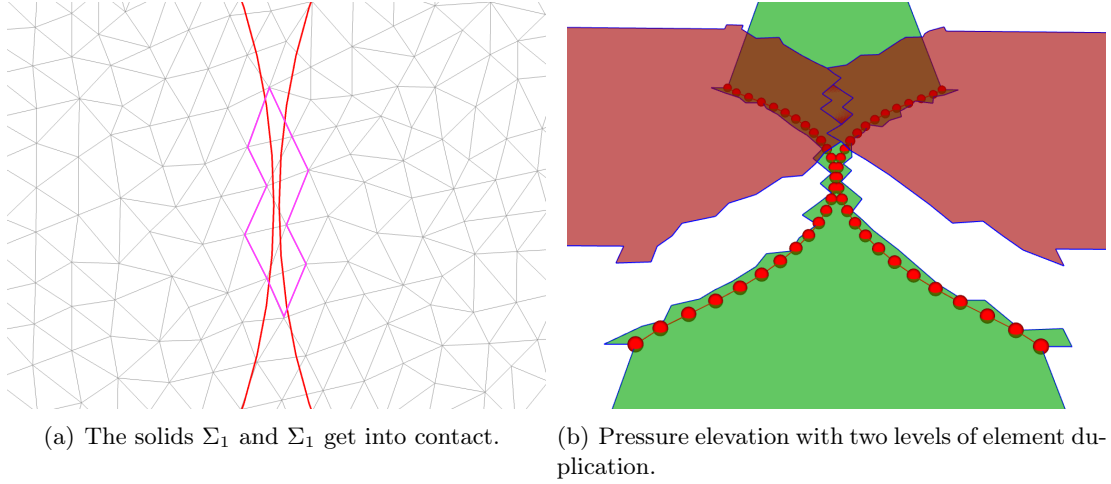 (a) The solids Σ₁ and Σ₁ get into contact.
(b) Pressure elevation with two levels of element du-
plication.